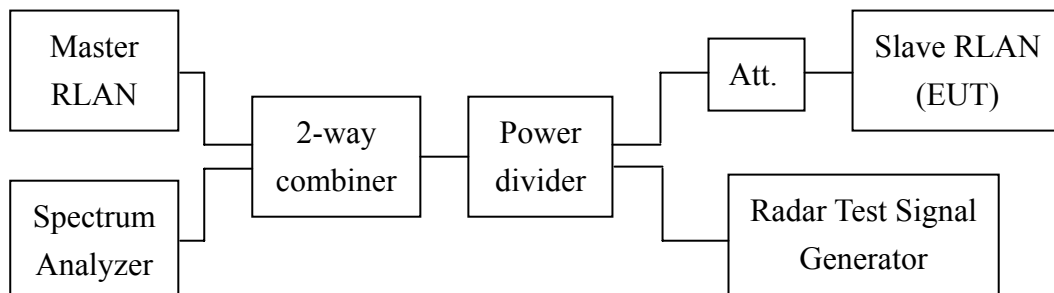 Master
RLAN
Spectrum
Analyzer
2-way
combiner
Power
divider
Att.
Slave RLAN
(EUT)
Radar Test Signal
Generator